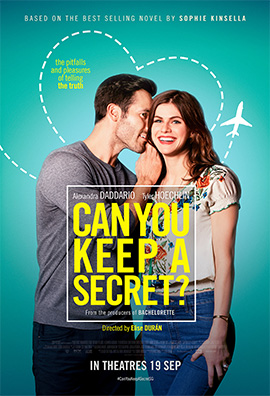 BASED ON THE BEST SELLING NOVEL BY SOPHIE KINSELLA
the pitfalls
and pleasures
of telling
the truth
Alexandra DADDARIO Tyler HOECHLIN
CAN YOU
KEEP A
SECRET?
From the producers of BACHELORETTE
Directed by Elise DURÁN
IN THEATRES 19 SEP
#CanYouKeepASecretSG